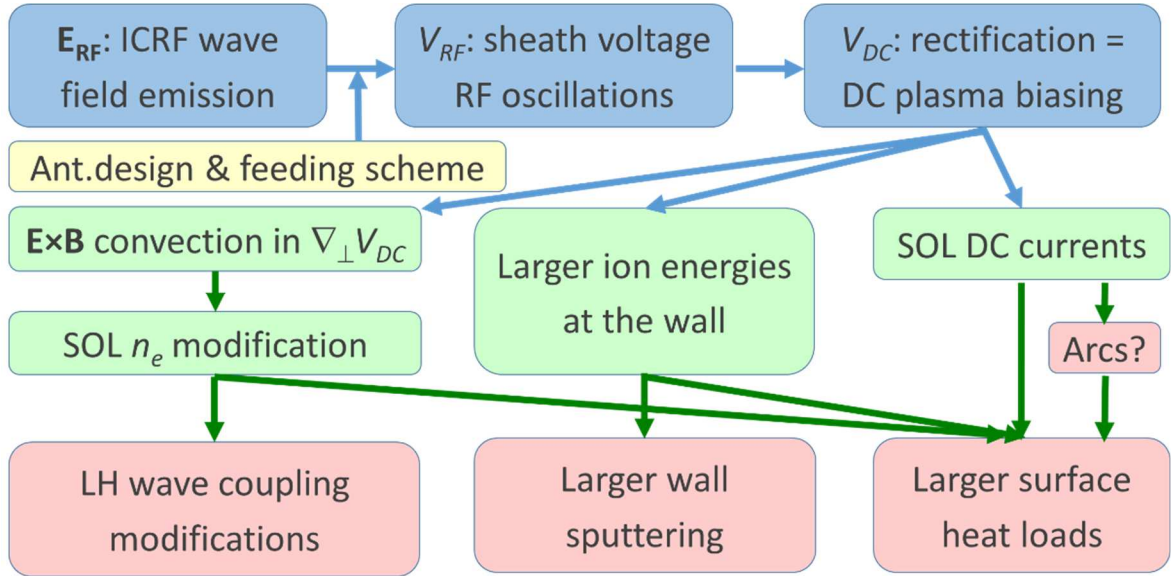 E_RF: ICRF wave
field emission
V_RF: sheath voltage
RF oscillations
V_DC: rectification =
DC plasma biasing
Ant.design & feeding scheme
E×B convection in ∇⊥V_DC
SOL n_e modification
Larger ion energies
at the wall
SOL DC currents
Arcs?
LH wave coupling
modifications
Larger wall
sputtering
Larger surface
heat loads